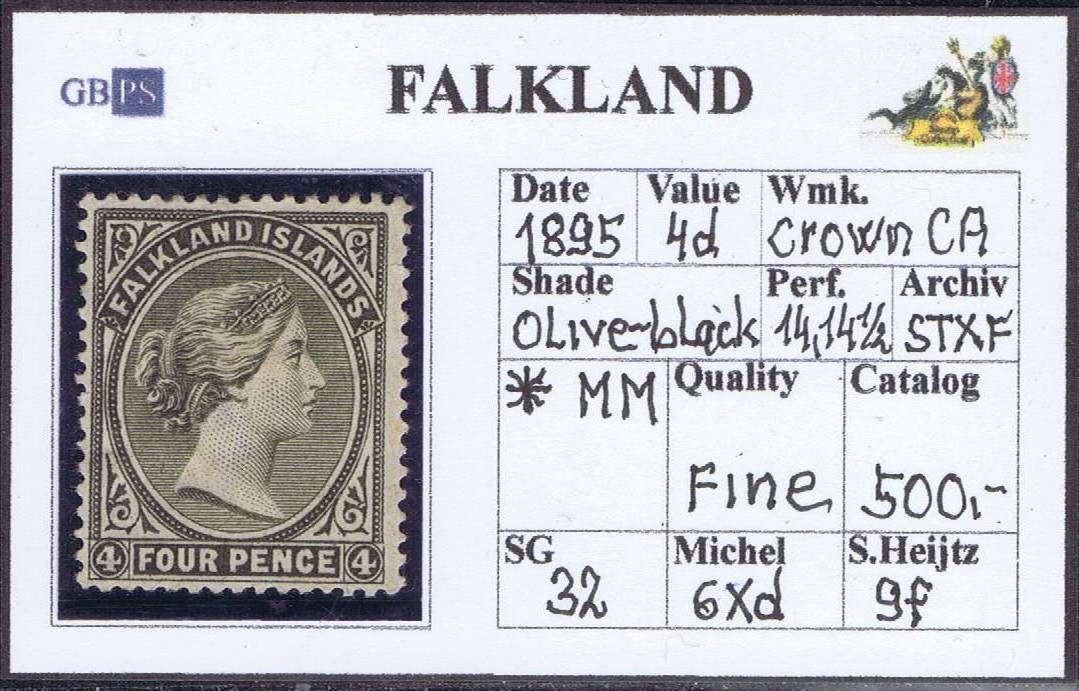 GBPS
FALKLAND
FALKLAND ISLANDS
4 FOUR PENCE 4
Date Value Wmk.
1895 4d crown CA
Shade Perf. Archiv
OLive-black 14,14½ STXF
* MM Quality Catalog
Fine 500,-
SG Michel S.Heijtz
32 6Xd 9f